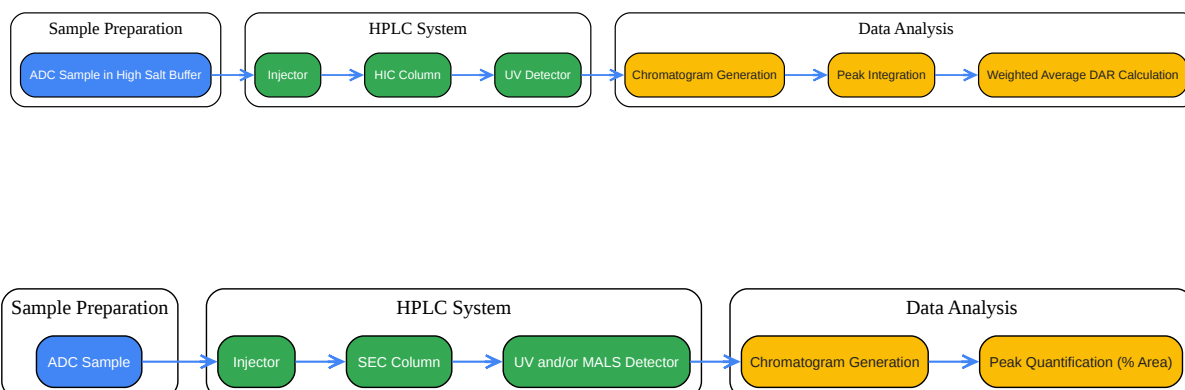 Sample Preparation
HPLC System
Data Analysis
ADC Sample in High Salt Buffer
Injector
HIC Column
UV Detector
Chromatogram Generation
Peak Integration
Weighted Average DAR Calculation
Sample Preparation
HPLC System
Data Analysis
ADC Sample
Injector
SEC Column
UV and/or MALS Detector
Chromatogram Generation
Peak Quantification (% Area)